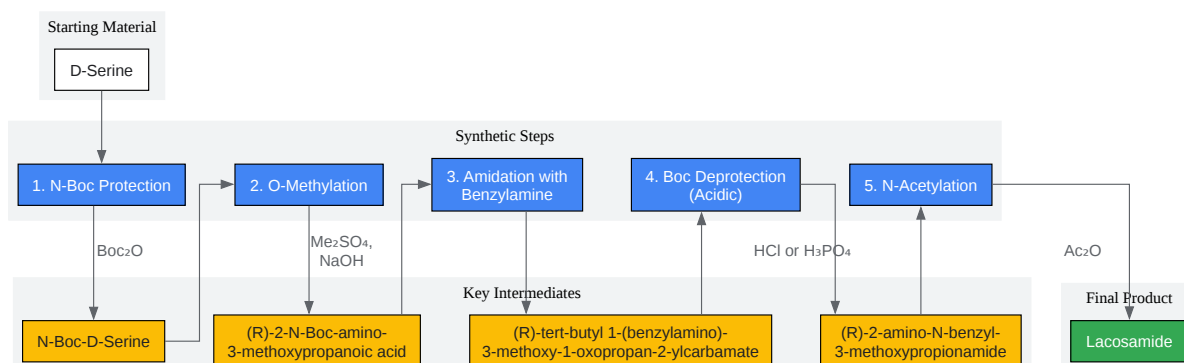 Starting Material
D-Serine
Synthetic Steps
1. N-Boc Protection
2. O-Methylation
3. Amidation with
Benzylamine
4. Boc Deprotection
(Acidic)
5. N-Acetylation
Boc₂O
Me₂SO₄,
NaOH
HCl or H₃PO₄
Ac₂O
Key Intermediates
N-Boc-D-Serine
(R)-2-N-Boc-amino-
3-methoxypropanoic acid
(R)-tert-butyl 1-(benzylamino)-
3-methoxy-1-oxopropan-2-ylcarbamate
(R)-2-amino-N-benzyl-
3-methoxypropionamide
Final Product
Lacosamide